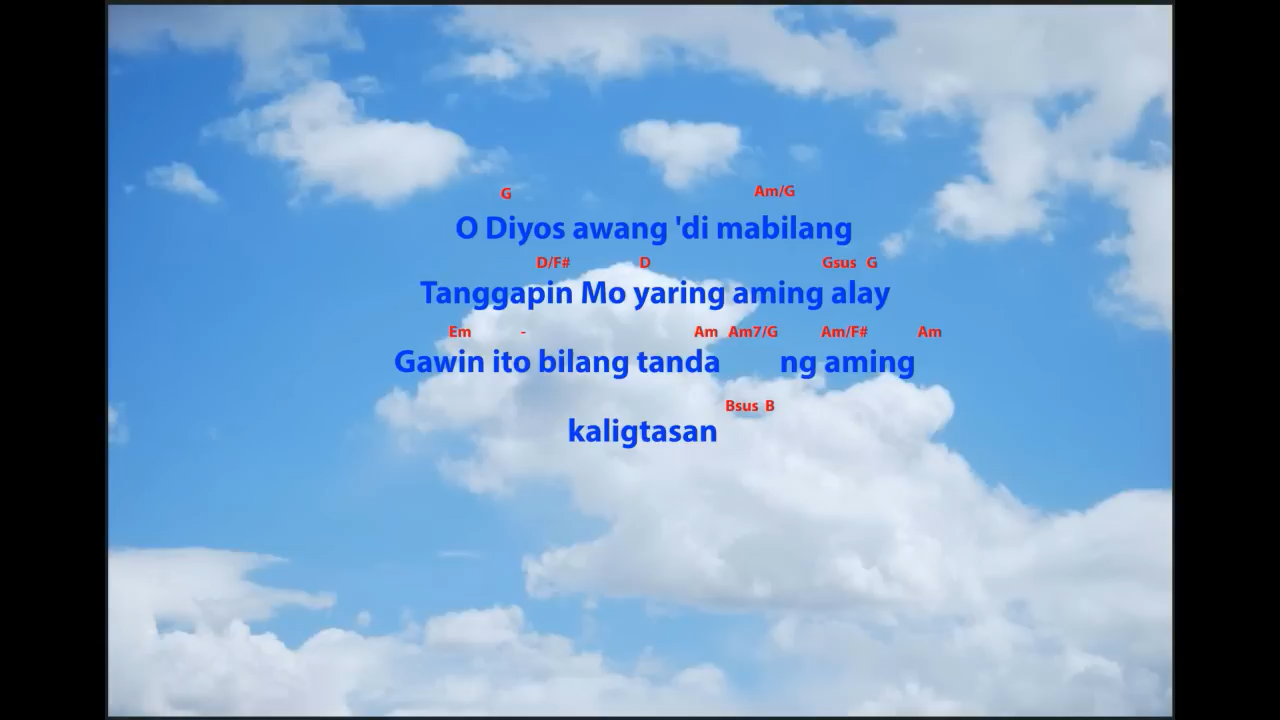 G Am/G
O Diyos awang 'di mabilang
D/F# D Gsus G
Tanggapin Mo yaring aming alay
Em - Am Am7/G Am/F# Am
Gawin ito bilang tanda ng aming
Bsus B
kaligtasan